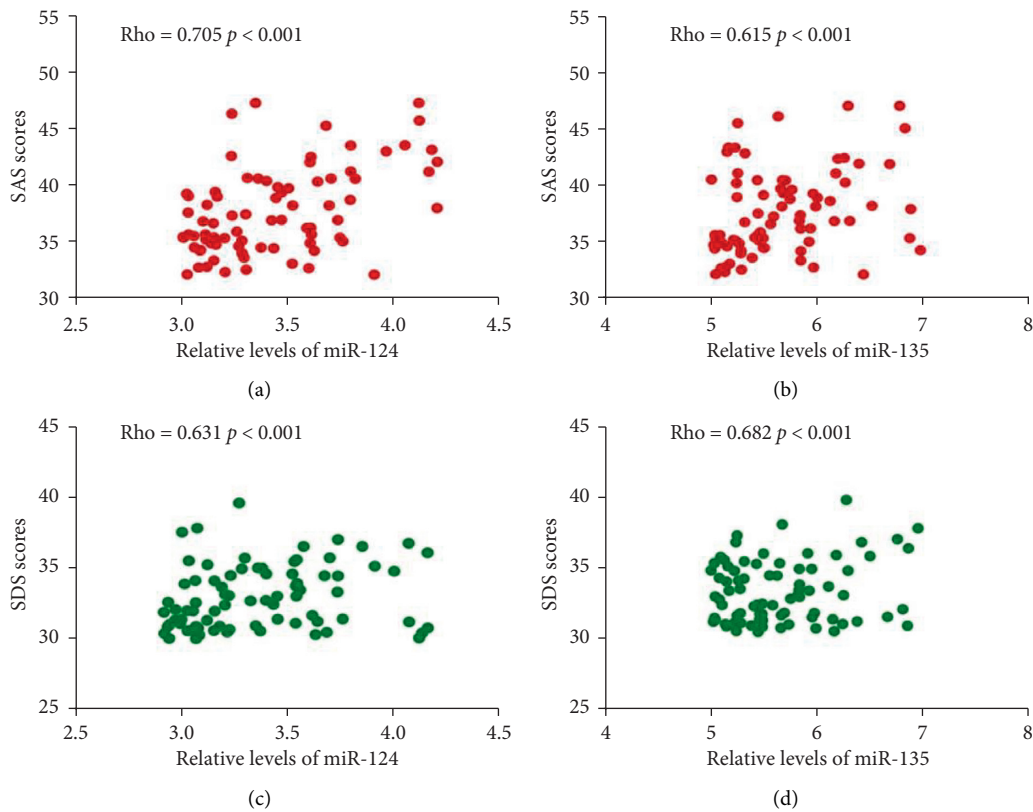 Rho = 0.705 p < 0.001
55
50
45
40
35
30
SAS scores
2.5 3.0 3.5 4.0 4.5
Relative levels of miR-124
(a)
Rho = 0.615 p < 0.001
55
50
45
40
35
30
SAS scores
4 5 6 7 8
Relative levels of miR-135
(b)
Rho = 0.631 p < 0.001
45
40
35
30
25
SDS scores
2.5 3.0 3.5 4.0 4.5
Relative levels of miR-124
(c)
Rho = 0.682 p < 0.001
45
40
35
30
25
SDS scores
4 5 6 7 8
Relative levels of miR-135
(d)